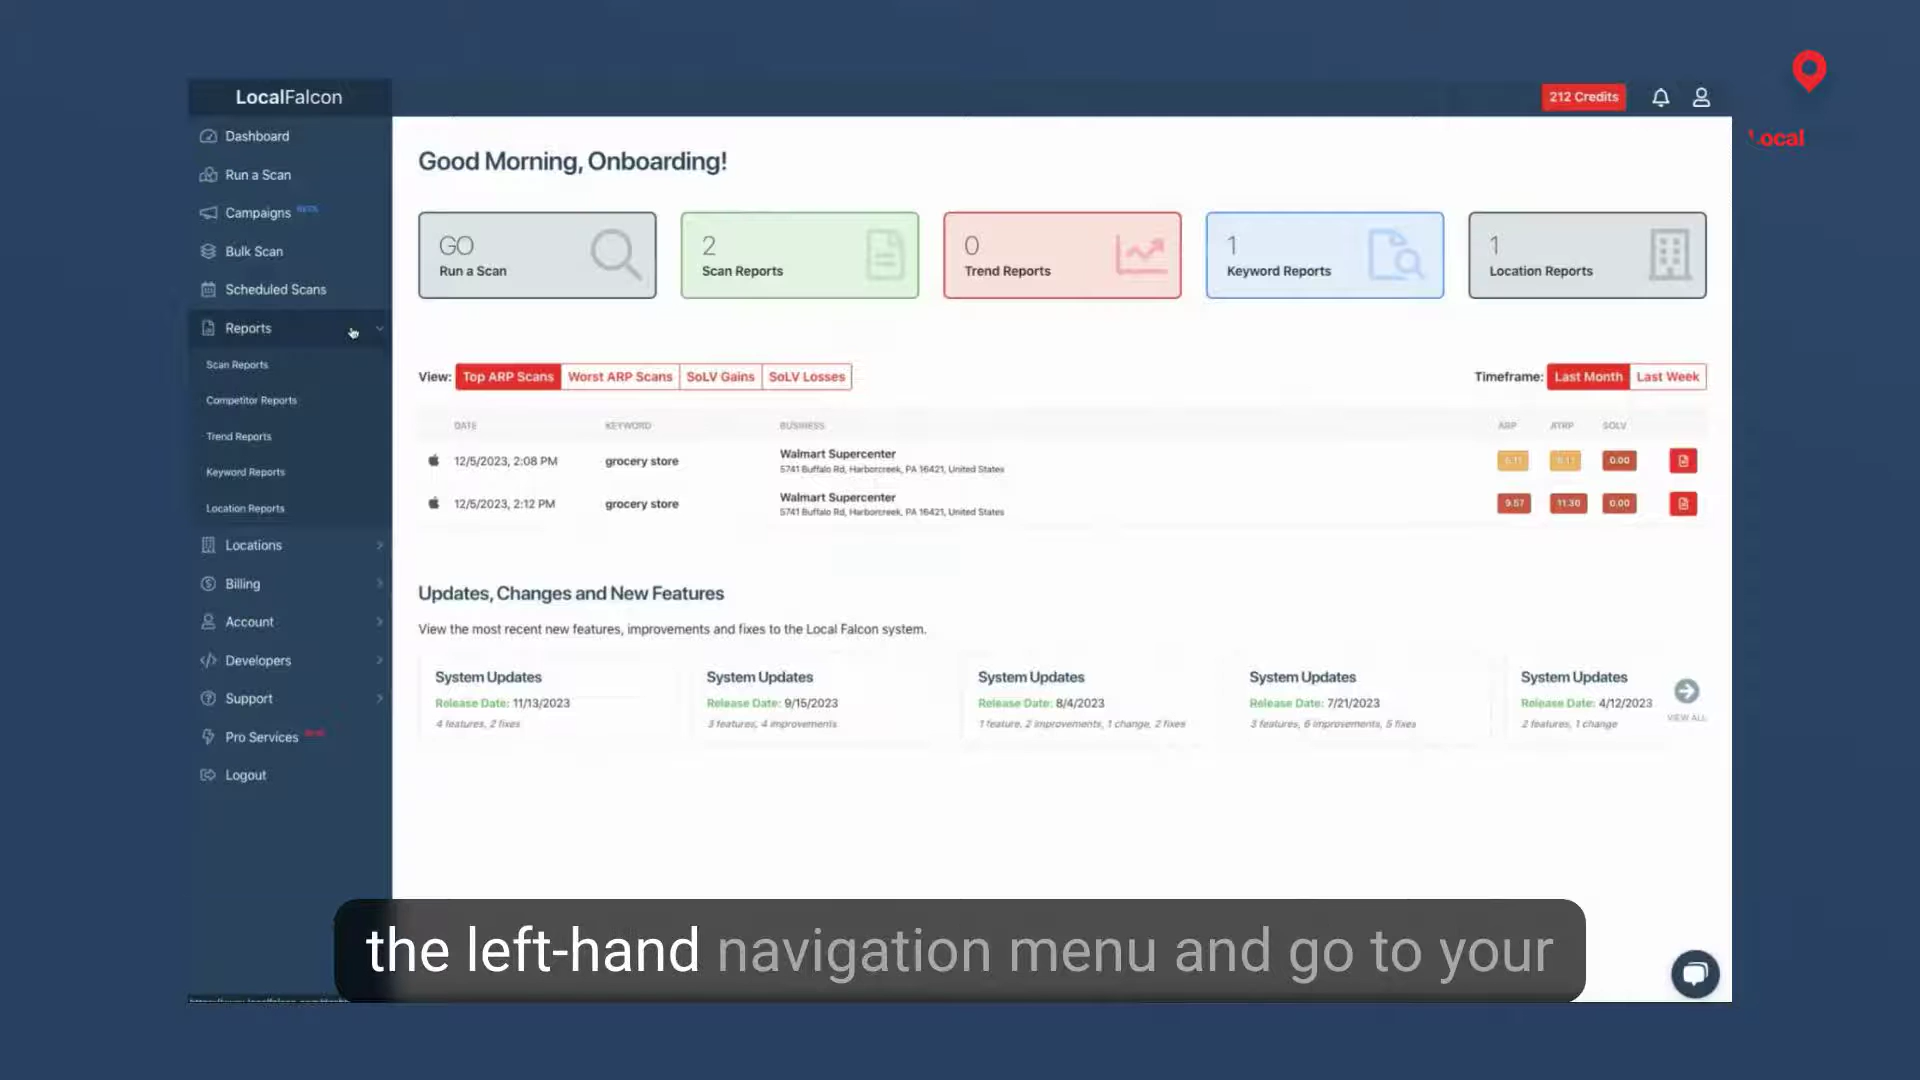 LocalFalcon
212 Credits
Local
Dashboard
Run a Scan
Campaigns BETA
Bulk Scan
Scheduled Scans
Reports
Scan Reports
Competitor Reports
Trend Reports
Keyword Reports
Location Reports
Locations
Billing
Account
Developers
Support
Pro Services
Logout
Good Morning, Onboarding!
GO
Run a Scan
2
Scan Reports
0
Trend Reports
1
Keyword Reports
1
Location Reports
View: Top ARP Scans Worst ARP Scans SoLV Gains SoLV Losses
Timeframe: Last Month Last Week
DATE KEYWORD BUSINESS ARP ATRP SOLV
12/5/2023, 2:08 PM grocery store Walmart Supercenter 0.00
5741 Buffalo Rd, Harborcreek, PA 16421, United States
12/5/2023, 2:12 PM grocery store Walmart Supercenter 9.57 11.30 0.00
5741 Buffalo Rd, Harborcreek, PA 16421, United States
Updates, Changes and New Features
View the most recent new features, improvements and fixes to the Local Falcon system.
System Updates
Release Date: 11/13/2023
4 features, 2 fixes
System Updates
Release Date: 9/15/2023
3 features, 4 improvements
System Updates
Release Date: 8/4/2023
1 feature, 2 improvements, 1 change, 2 fixes
System Updates
Release Date: 7/21/2023
3 features, 6 improvements, 5 fixes
System Updates
Release Date: 4/12/2023
2 features, 1 change
VIEW ALL
the left-hand navigation menu and go to your